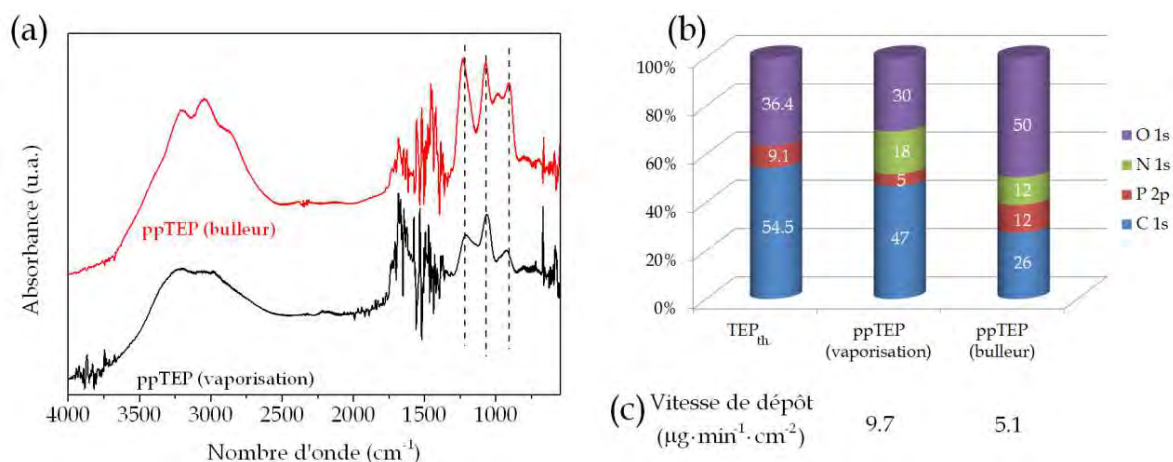 (a)
Absorbance (u.a.)
ppTEP (bulleur)
ppTEP (vaporisation)
4000 3500 3000 2500 2000 1500 1000
Nombre d'onde (cm⁻¹)
(b)
100%
80%
60%
40%
20%
0%
36.4
9.1
54.5
30
18
5
47
50
12
12
26
O 1s
N 1s
P 2p
C 1s
TEP th.
ppTEP
(vaporisation)
ppTEP
(bulleur)
(c) Vitesse de dépôt
(µg·min⁻¹·cm⁻²)
9.7 5.1